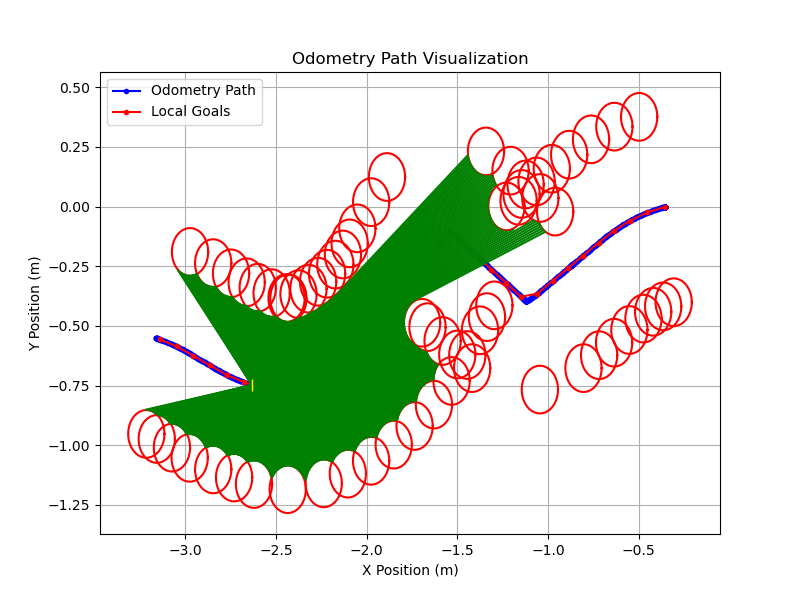 Odometry Path Visualization
Odometry Path
Local Goals
0.50
0.25
0.00
−0.25
−0.50
−0.75
−1.00
−1.25
Y Position (m)
−3.0 −2.5 −2.0 −1.5 −1.0 −0.5
X Position (m)